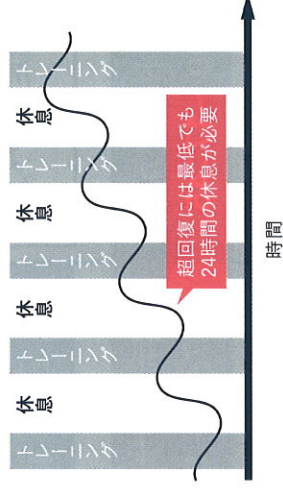 トレーニング
休息
トレーニング
休息
トレーニング
休息
トレーニング
休息
トレーニング
超回復には最低でも
24時間の休息が必要
時間